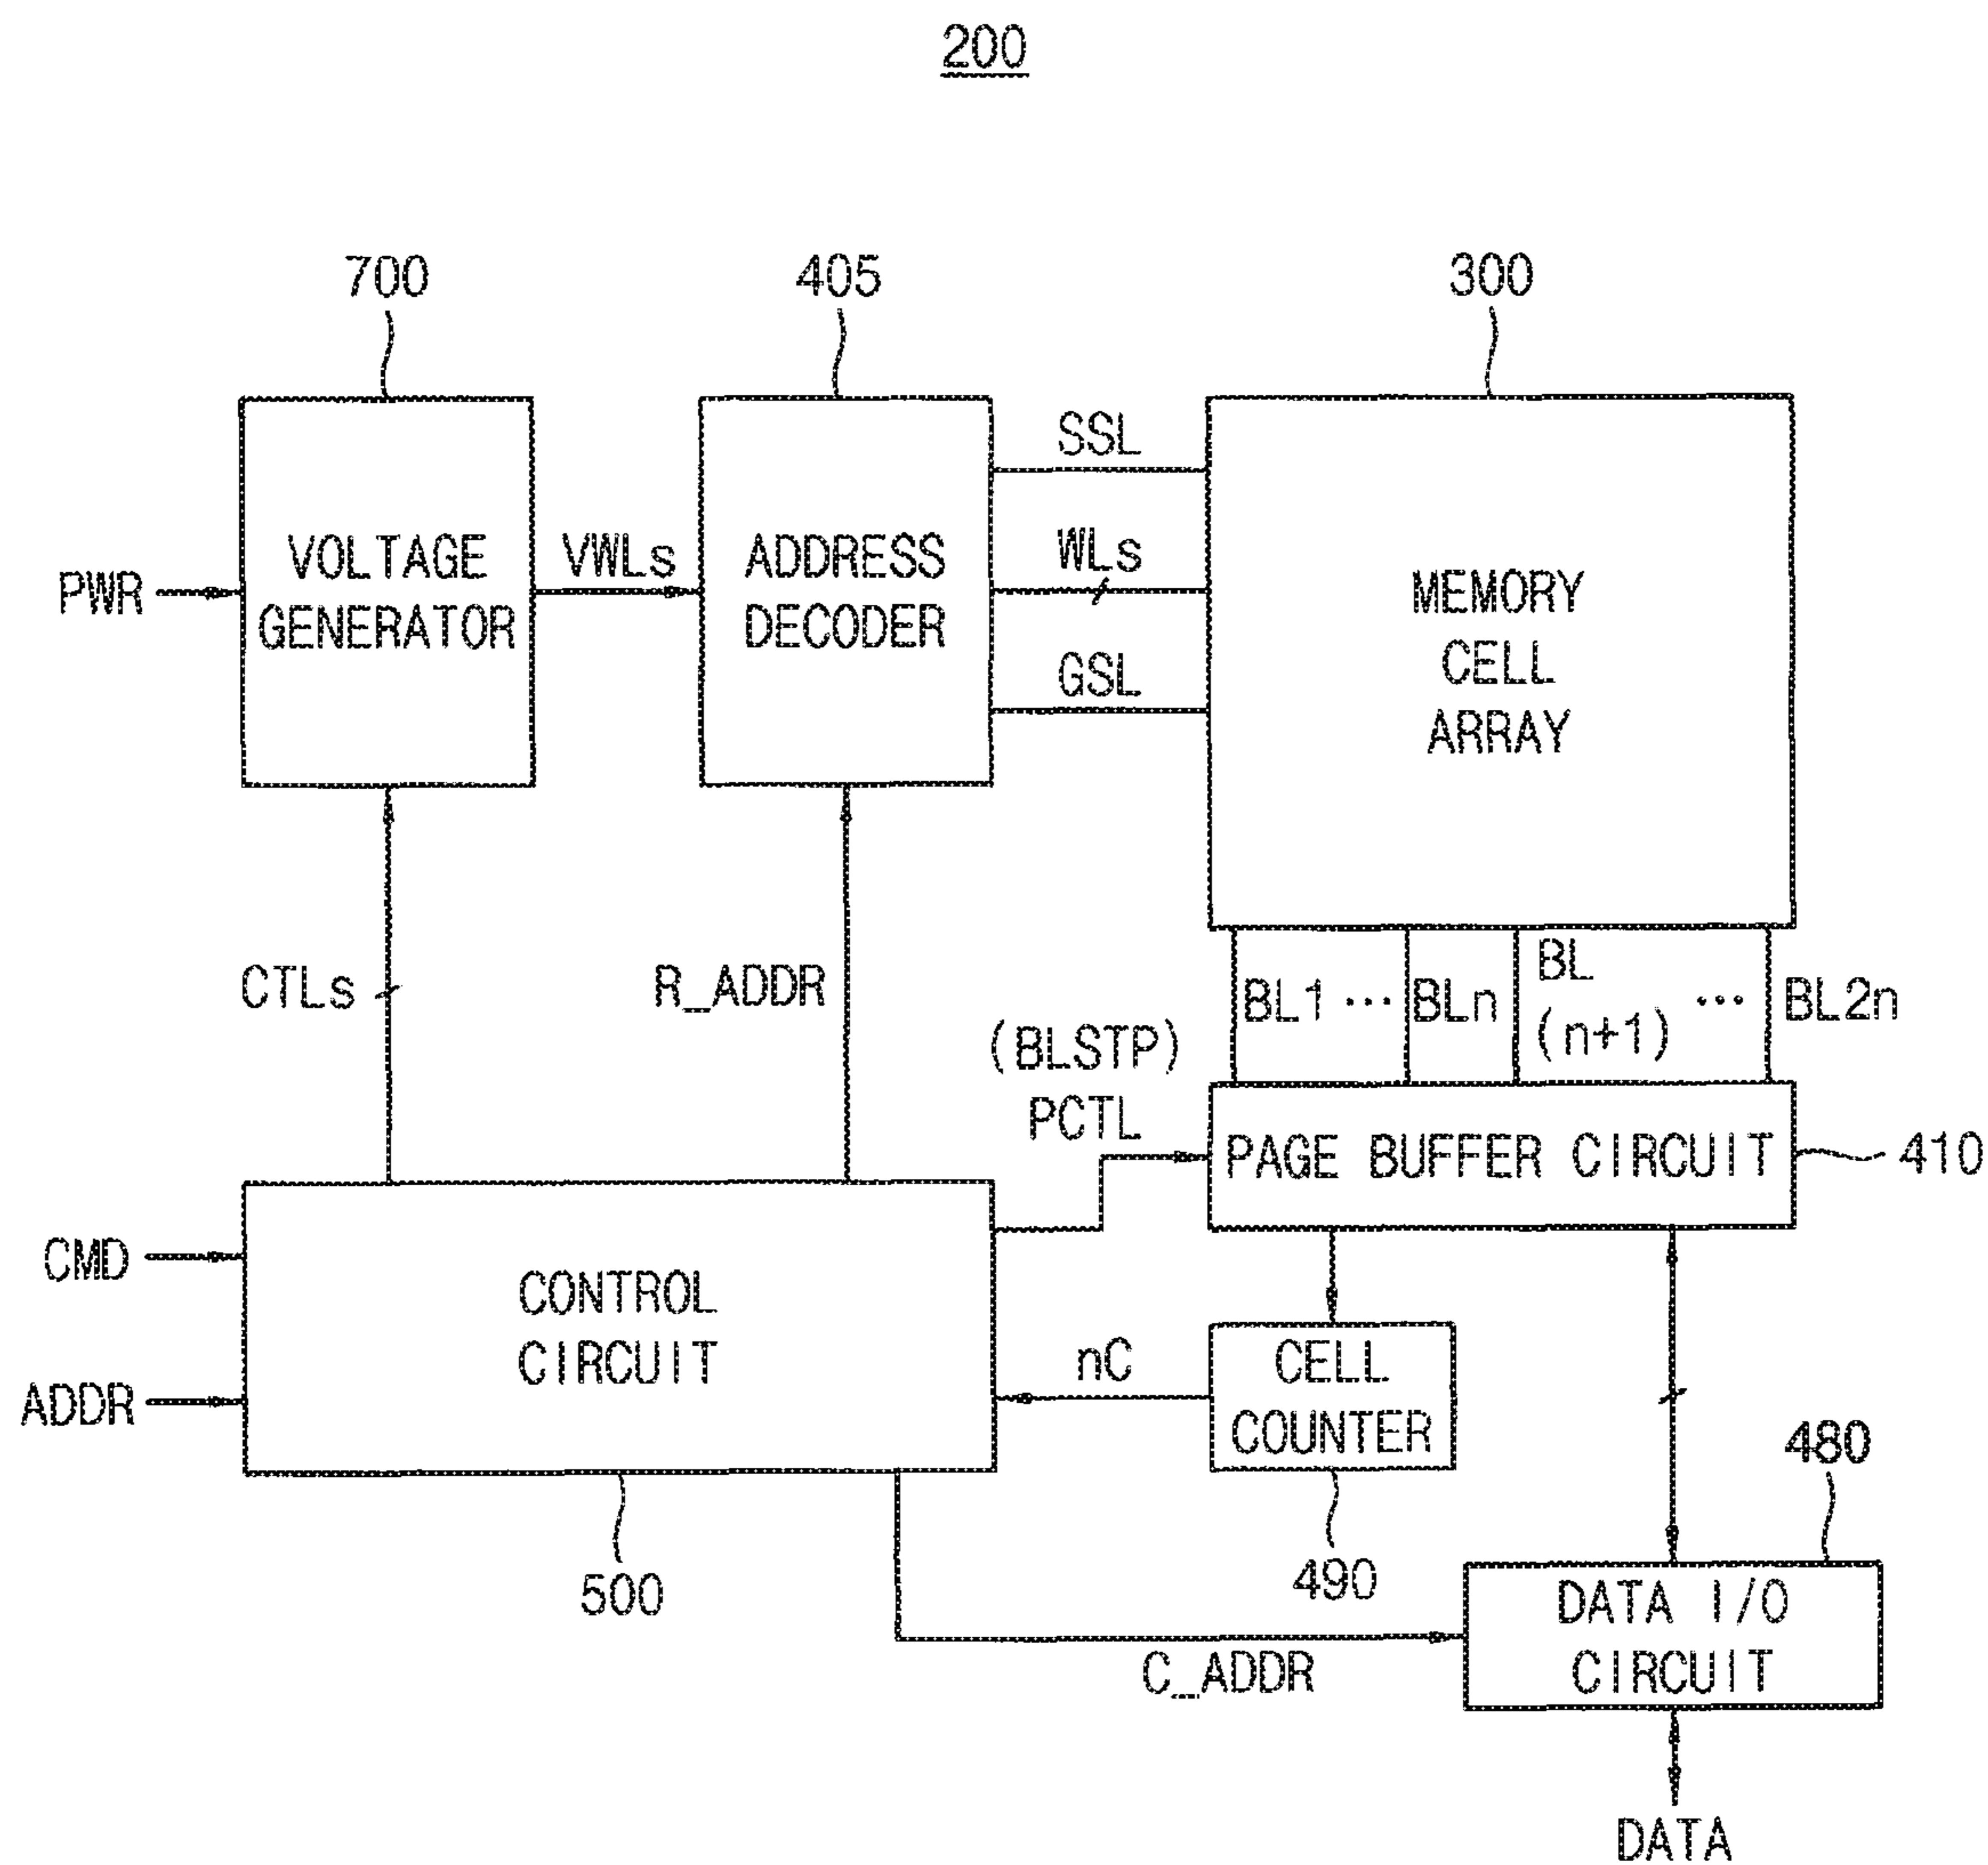 200
700
405
300
SSL
VOLTAGE
GENERATOR
VWLs
ADDRESS
DECODER
WLs
MEMORY
CELL
ARRAY
PWR
GSL
CTLs
R_ADDR
BL1 ... BLn
BL
(n+1) ...
BL2n
(BLSTP)
PCTL
PAGE BUFFER CIRCUIT
410
CMD
CONTROL
CIRCUIT
ADDR
nC
CELL
COUNTER
480
500
490
DATA I/O
CIRCUIT
C_ADDR
DATA